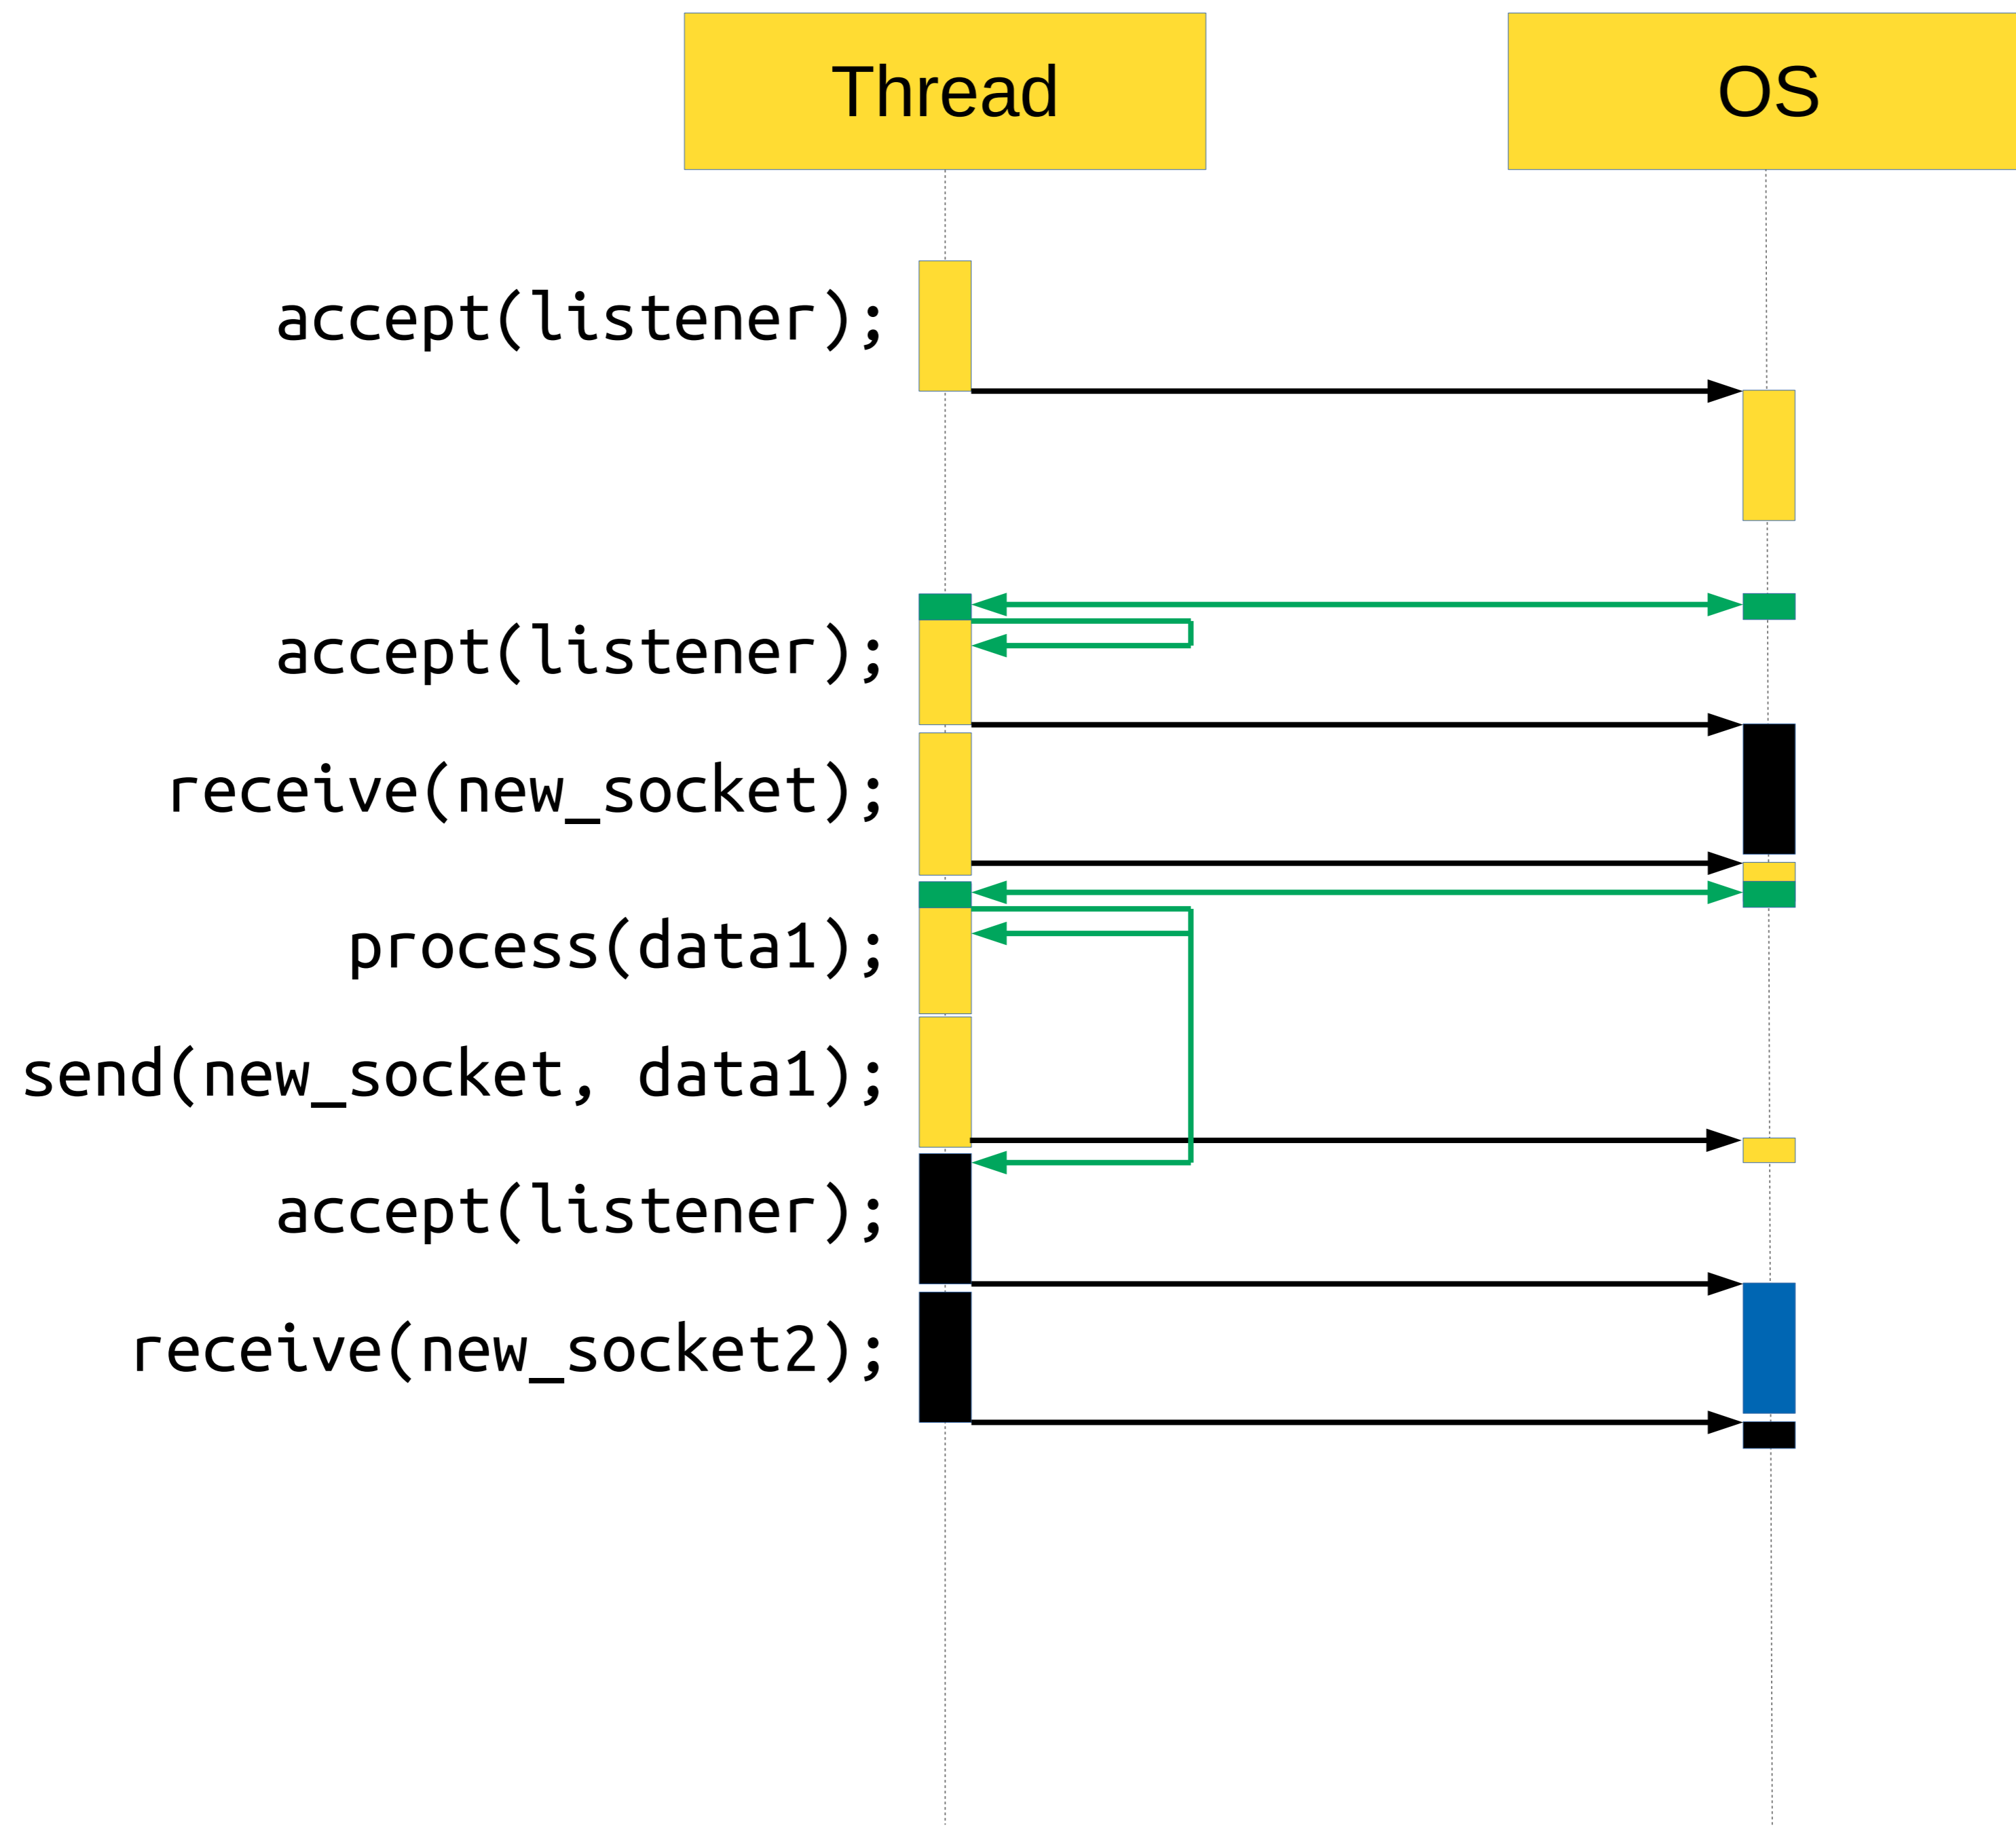 Thread
OS
accept(listener);
accept(listener);
receive(new_socket);
process(data1);
send(new_socket, data1);
accept(listener);
receive(new_socket2);